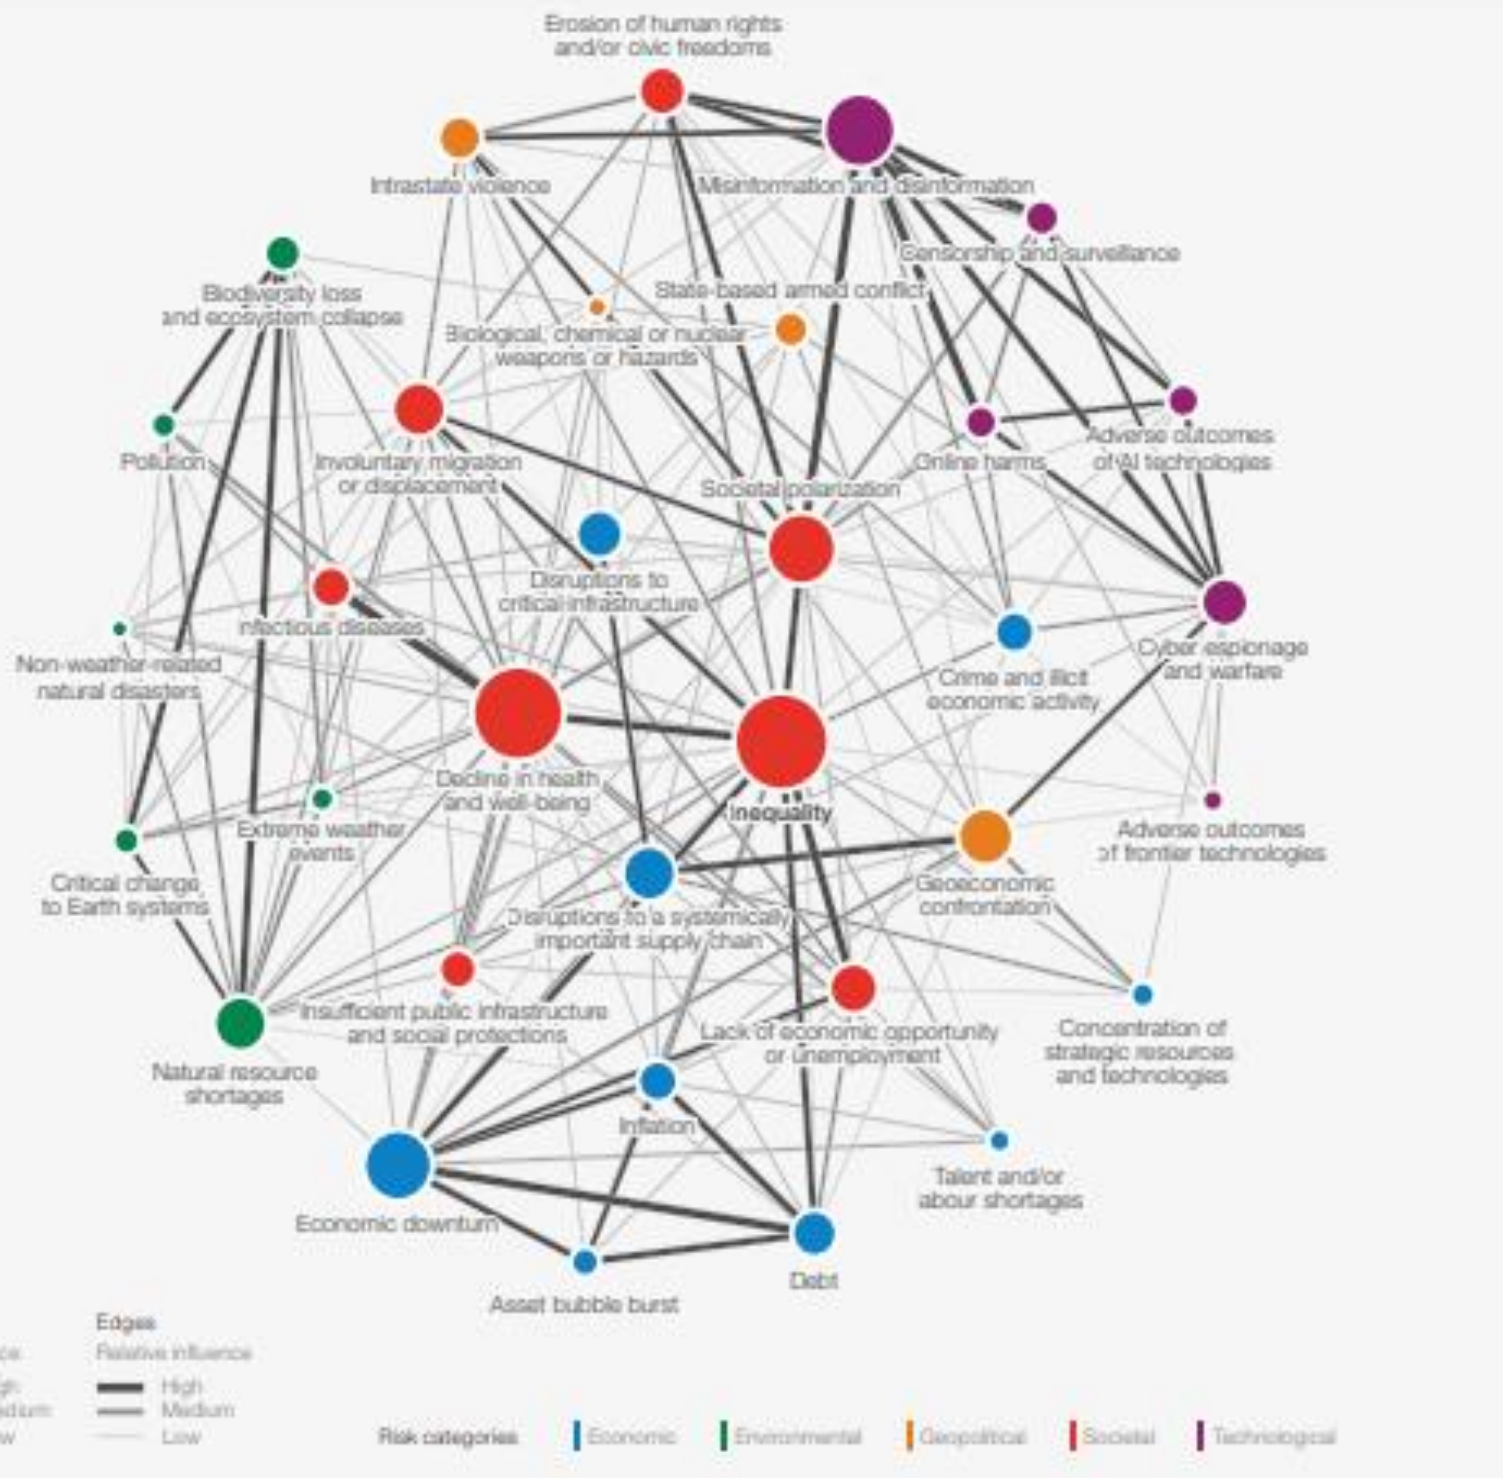 Erosion of human rights
and/or civic freedoms
Intrastate violence
Misinformation and disinformation
Censorship and surveillance
Biodiversity loss
and ecosystem collapse
State-based armed conflict
Biological, chemical or nuclear
weapons or hazards
Pollution
Involuntary migration
or displacement
Online harms
Adverse outcomes
of AI technologies
Societal polarization
Disruptions to
critical infrastructure
Infectious diseases
Non-weather related
natural disasters
Cyber espionage
and warfare
Crime and illicit
economic activity
Decline in health
and well-being
Inequality
Extreme weather
events
Adverse outcomes
of frontier technologies
Critical change
to Earth systems
Geoeconomic
confrontation
Disruptions to a systemically
important supply chain
Insufficient public infrastructure
and social protections
Lack of economic opportunity
or unemployment
Concentration of
strategic resources
and technologies
Natural resource
shortages
Inflation
Talent and/or
abour shortages
Economic downturn
Debt
Asset bubble burst
Edges
Relative influence
High
Medium
Low
Risk categories
Economic
Environmental
Geopolitical
Societal
Technological